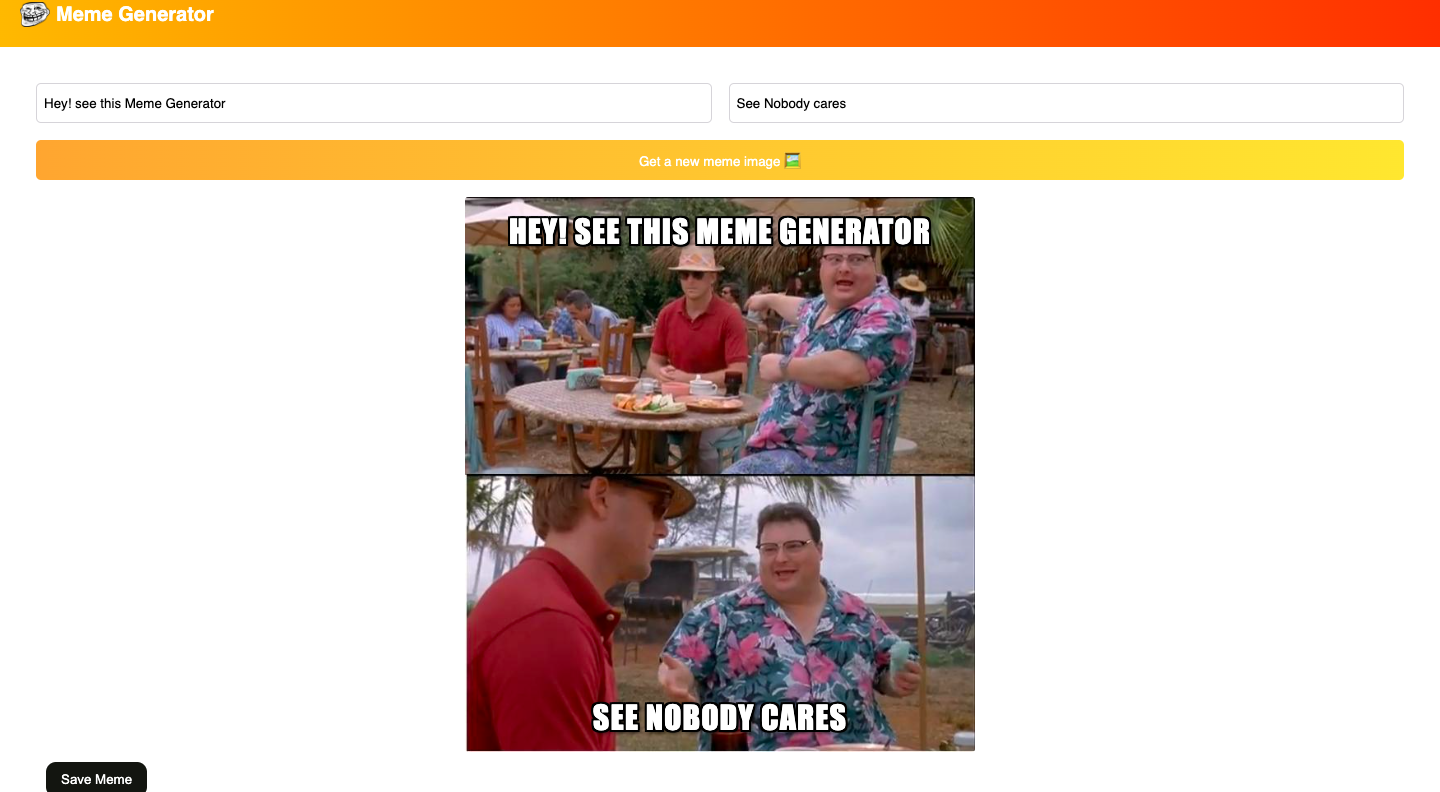 Meme Generator
Hey! see this Meme Generator
See Nobody cares
Get a new meme image
HEY! SEE THIS MEME GENERATOR
SEE NOBODY CARES
Save Meme